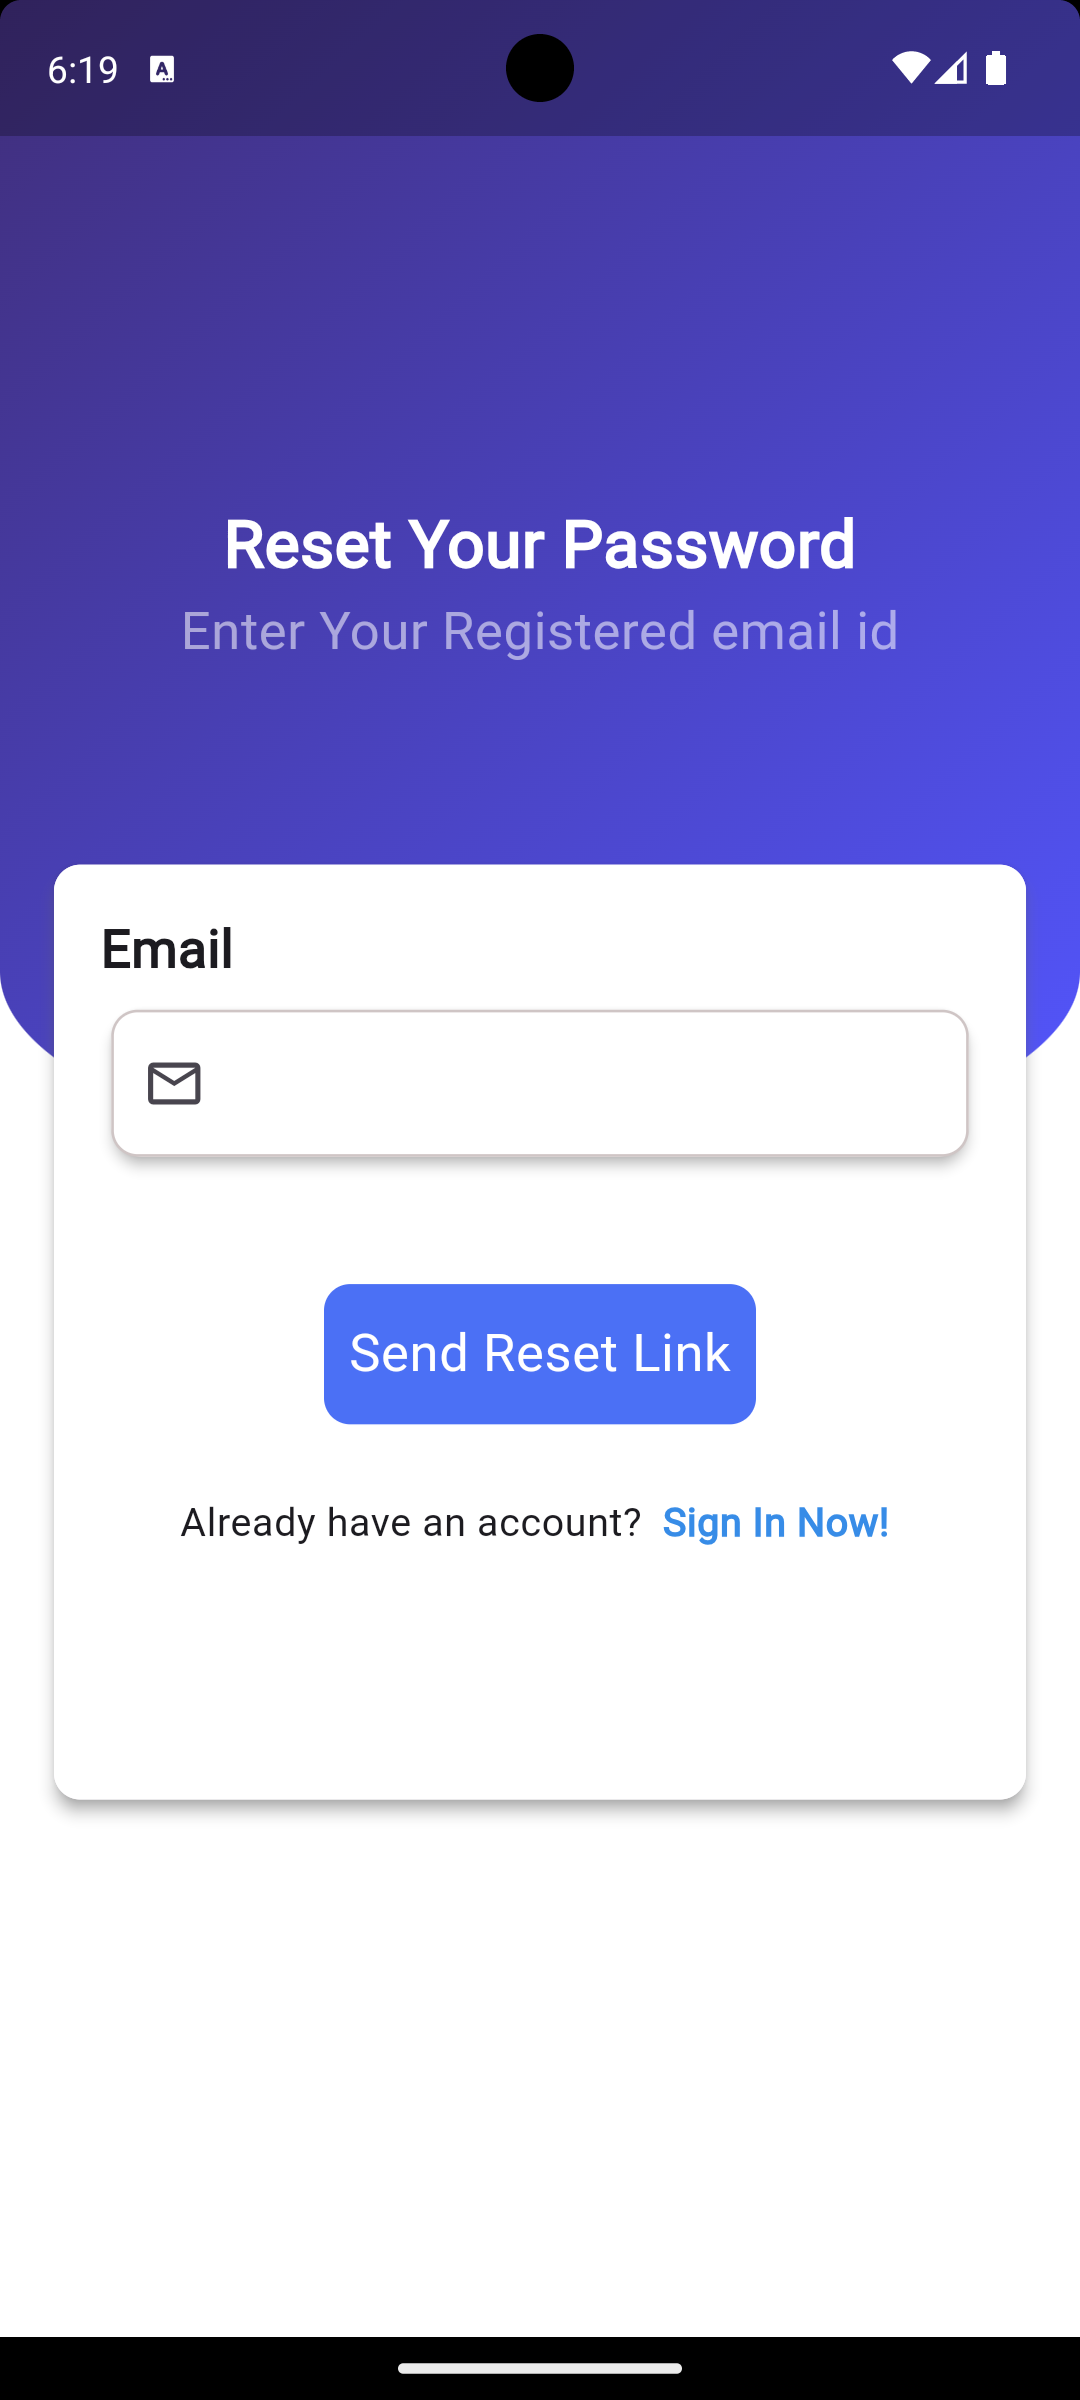 6:19
Reset Your Password
Enter Your Registered email id
Email
Send Reset Link
Already have an account? Sign In Now!